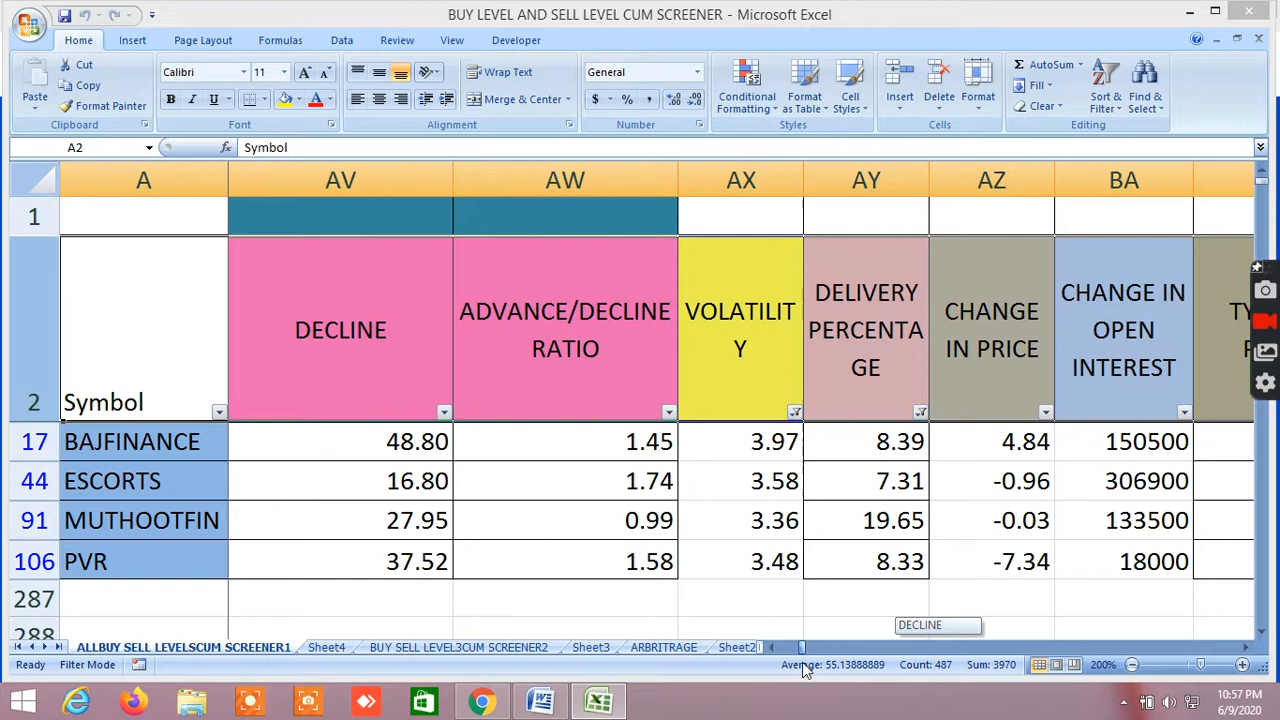 BUY LEVEL AND SELL LEVEL CUM SCREENER - Microsoft Excel
Home Insert Page Layout Formulas Data Review View Developer
Paste Cut Copy Format Painter
Calibri 11
B I U
Wrap Text
Merge & Center
General
$ % ,
Conditional Formatting
Format as Table
Cell Styles
Insert Delete Format
AutoSum Fill Clear
Sort & Filter
Find & Select
Clipboard Font Alignment Number Styles Cells Editing
A2 fx Symbol
A AV AW AX AY AZ BA
1
2 Symbol
DECLINE
ADVANCE/DECLINE
RATIO
VOLATILIT
Y
DELIVERY
PERCENTA
GE
CHANGE
IN PRICE
CHANGE IN
OPEN
INTEREST
17 BAJFINANCE 48.80 1.45 3.97 8.39 4.84 150500
44 ESCORTS 16.80 1.74 3.58 7.31 -0.96 306900
91 MUTHOOTFIN 27.95 0.99 3.36 19.65 -0.03 133500
106 PVR 37.52 1.58 3.48 8.33 -7.34 18000
287
288
DECLINE
ALLBUY SELL LEVELSCUM SCREENER1 Sheet4 BUY SELL LEVEL3CUM SCREENER2 Sheet3 ARBRITRAGE Sheet2
Ready Filter Mode Average: 55.13888889 Count: 487 Sum: 3970 200%
10:57 PM
6/9/2020